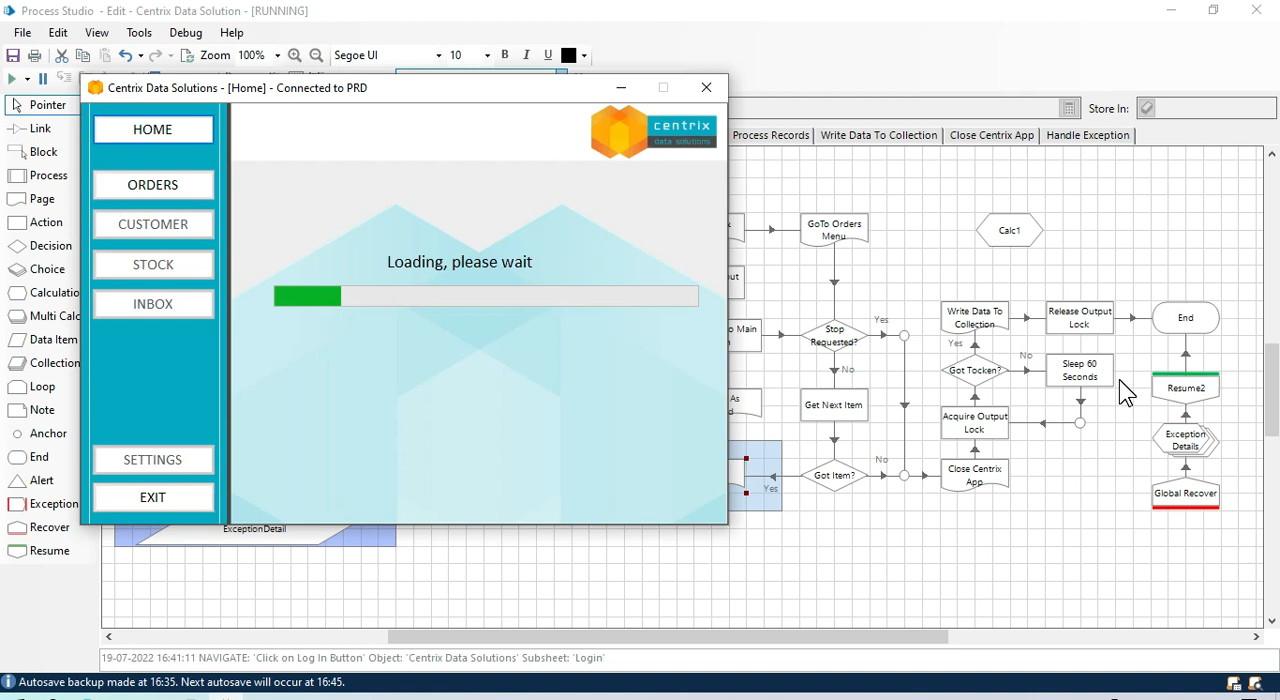 Process Studio - Edit - Centrix Data Solution - [RUNNING]
File Edit View Tools Debug Help
Zoom 100% Segoe UI 10 B I U
Centrix Data Solutions - [Home] - Connected to PRD
Pointer
Link
Block
Process
Page
Action
Decision
Choice
Calculatio
Multi Calc
Data Item
Collection
Loop
Note
Anchor
End
Alert
Exception
Recover
Resume
HOME
ORDERS
CUSTOMER
STOCK
INBOX
SETTINGS
EXIT
centrix
data solutions
Loading, please wait
Store In:
Process Records Write Data To Collection Close Centrix App Handle Exception
GoTo Orders
Menu
Calc1
Stop
Requested?
Yes
No
Get Next Item
Got Item?
No
Yes
Write Data To
Collection
Release Output
Lock
End
Yes
No
Got Tocken?
Sleep 60
Seconds
Resume2
Acquire Output
Lock
Exception
Details
Close Centrix
App
Global Recover
ExceptionDetail
19-07-2022 16:41:11 NAVIGATE: 'Click on Log In Button' Object: 'Centrix Data Solutions' Subsheet: 'Login'
Autosave backup made at 16:35. Next autosave will occur at 16:45.